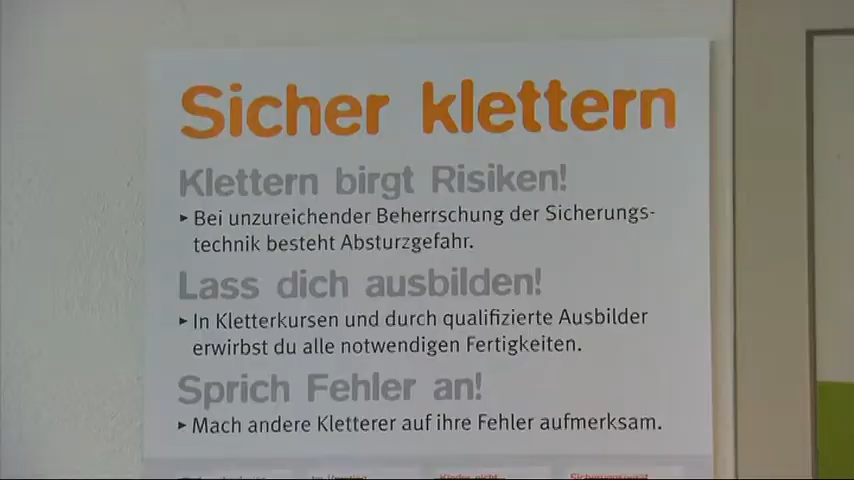 Sicher klettern
Klettern birgt Risiken!
▸ Bei unzureichender Beherrschung der Sicherungs-
technik besteht Absturzgefahr.
Lass dich ausbilden!
▸ In Kletterkursen und durch qualifizierte Ausbilder
erwirbst du alle notwendigen Fertigkeiten.
Sprich Fehler an!
▸ Mach andere Kletterer auf ihre Fehler aufmerksam.